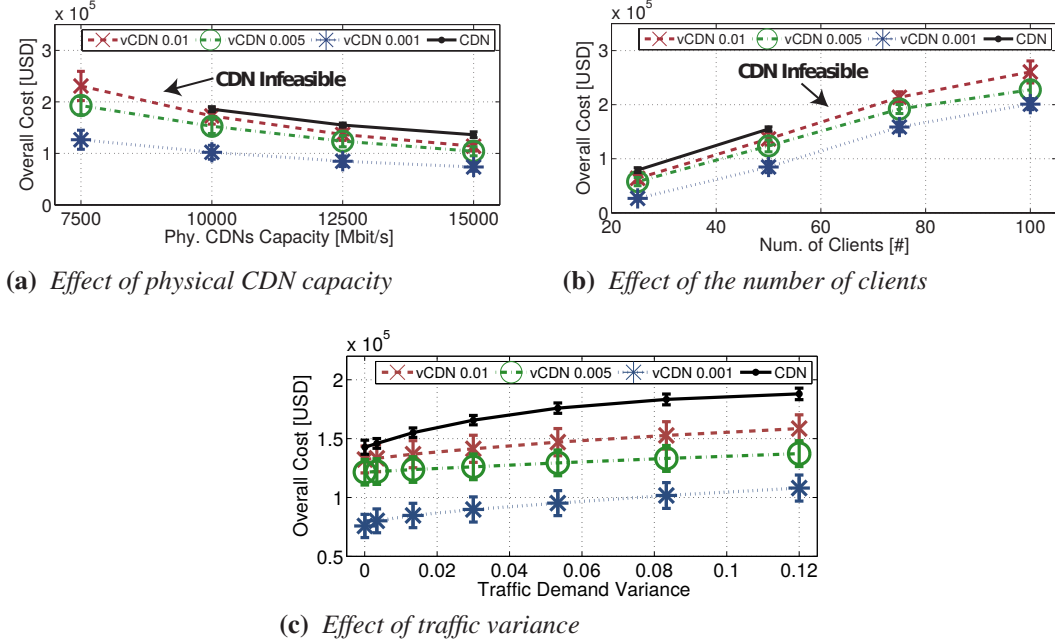 x 10^5
vCDN 0.01 vCDN 0.005 vCDN 0.001 CDN
CDN Infeasible
Overall Cost [USD]
3
2
1
0
7500 10000 12500 15000
Phy. CDNs Capacity [Mbit/s]
(a) Effect of physical CDN capacity
x 10^5
vCDN 0.01 vCDN 0.005 vCDN 0.001 CDN
CDN Infeasible
Overall Cost [USD]
3
2
1
0
20 40 60 80 100
Num. of Clients [#]
(b) Effect of the number of clients
x 10^5
vCDN 0.01 vCDN 0.005 vCDN 0.001 CDN
Overall Cost [USD]
2
1.5
1
0.5
0 0.02 0.04 0.06 0.08 0.1 0.12
Traffic Demand Variance
(c) Effect of traffic variance